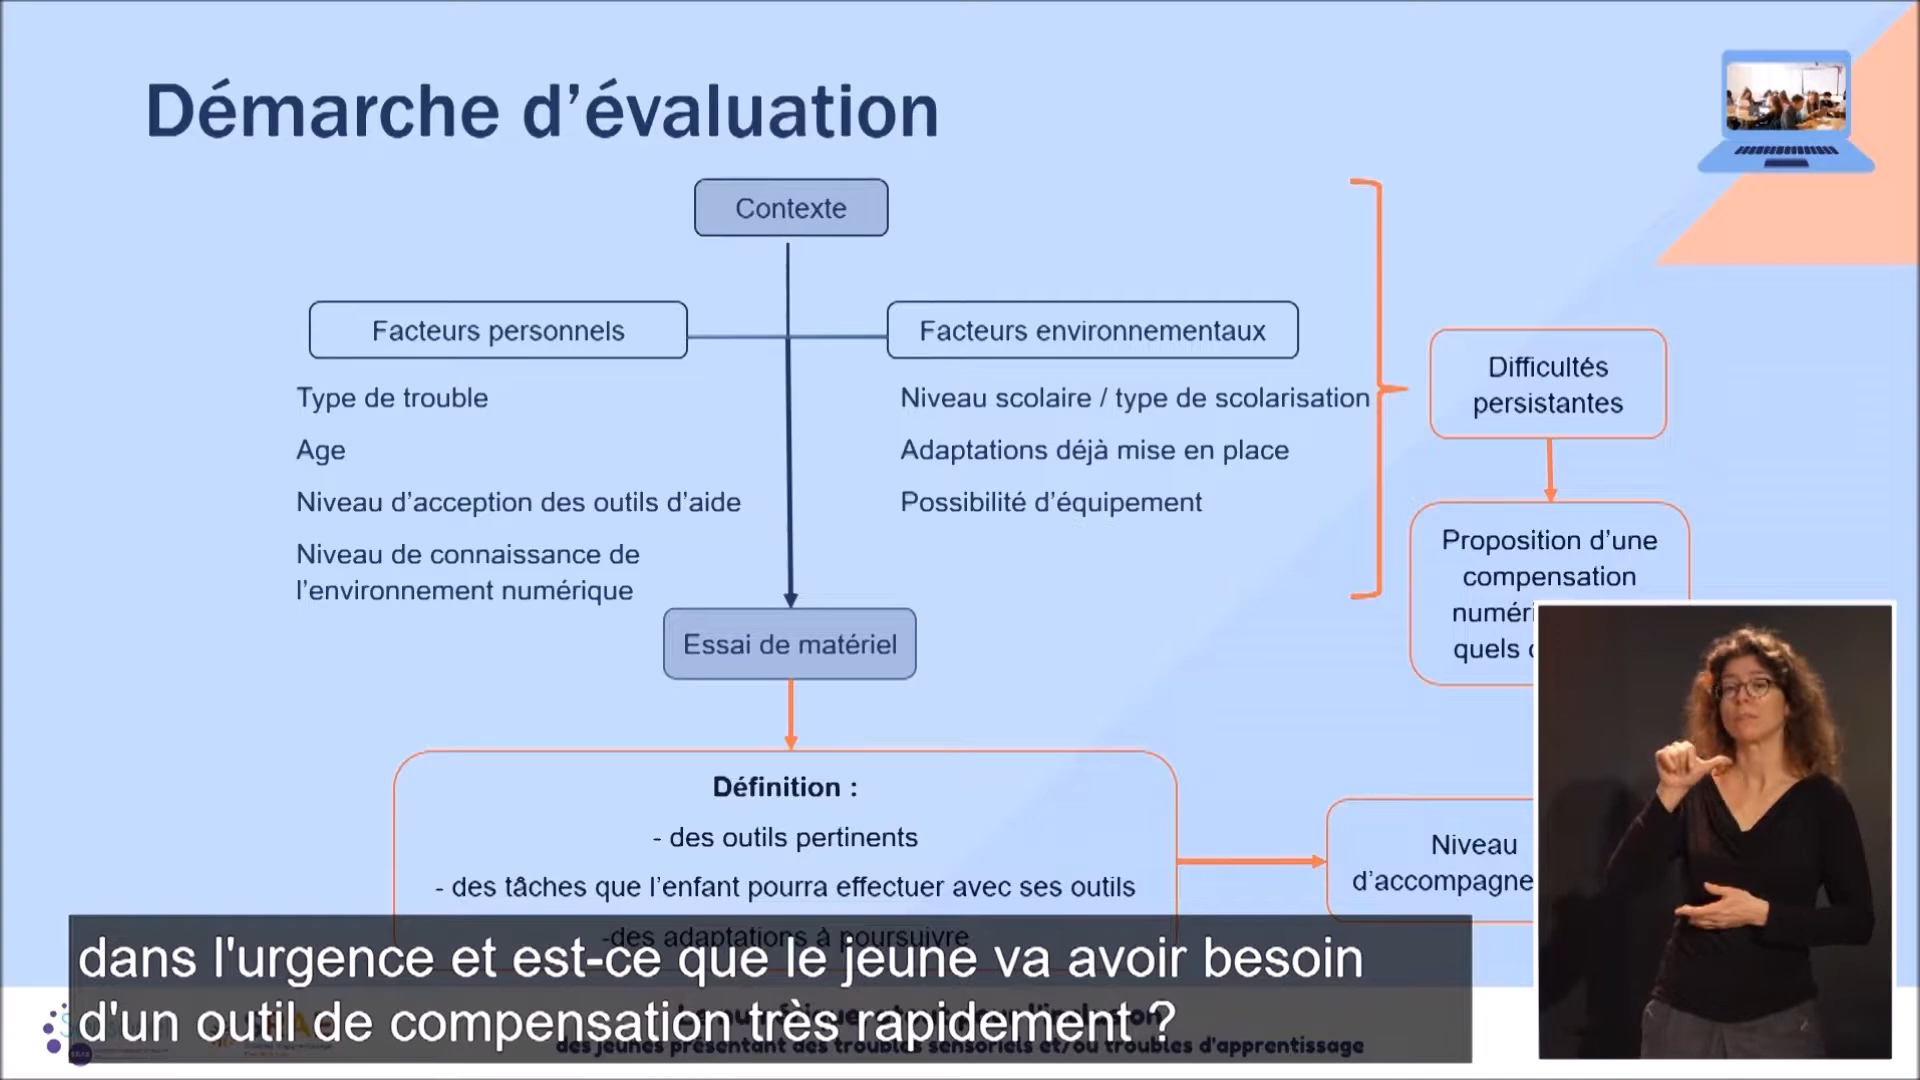 Démarche d'évaluation
Contexte
Facteurs personnels
Facteurs environnementaux
Type de trouble
Age
Niveau d'acception des outils d'aide
Niveau de connaissance de
l'environnement numérique
Niveau scolaire / type de scolarisation
Adaptations déjà mise en place
Possibilité d'équipement
Difficultés
persistantes
Proposition d'une
compensation
quels
Essai de matériel
Définition :
- des outils pertinents
- des tâches que l'enfant pourra effectuer avec ses outils
-des adaptations à poursuivre
Niveau
dans l'urgence et est-ce que le jeune va avoir besoin
d'un outil de compensation très rapidement ?
des jeunes présentant des troubles sensoriels et/ou troubles d'apprentissage